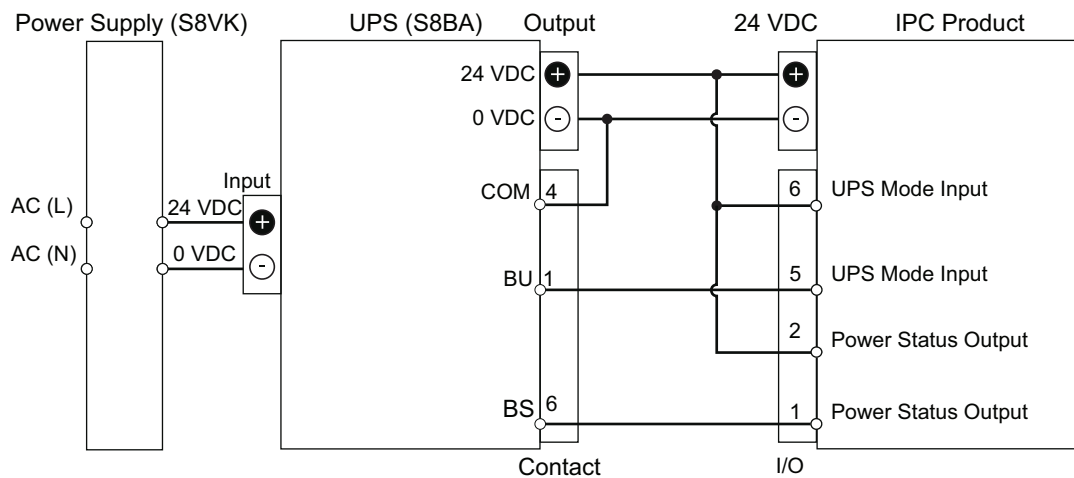 Power Supply (S8VK)
UPS (S8BA)
Output
24 VDC
IPC Product
24 VDC
+
+
0 VDC
-
-
Input
COM
4
6
UPS Mode Input
AC (L)
24 VDC
+
AC (N)
0 VDC
-
BU
1
5
UPS Mode Input
2
Power Status Output
BS
6
1
Power Status Output
Contact
I/O